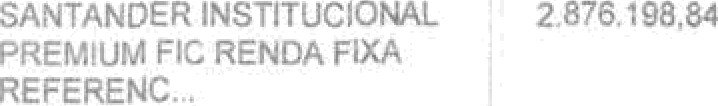 SANTANDER INSTITUCIONAL 2.876.198,84
PREMIUM FIC RENDA FIXA
REFERENC...